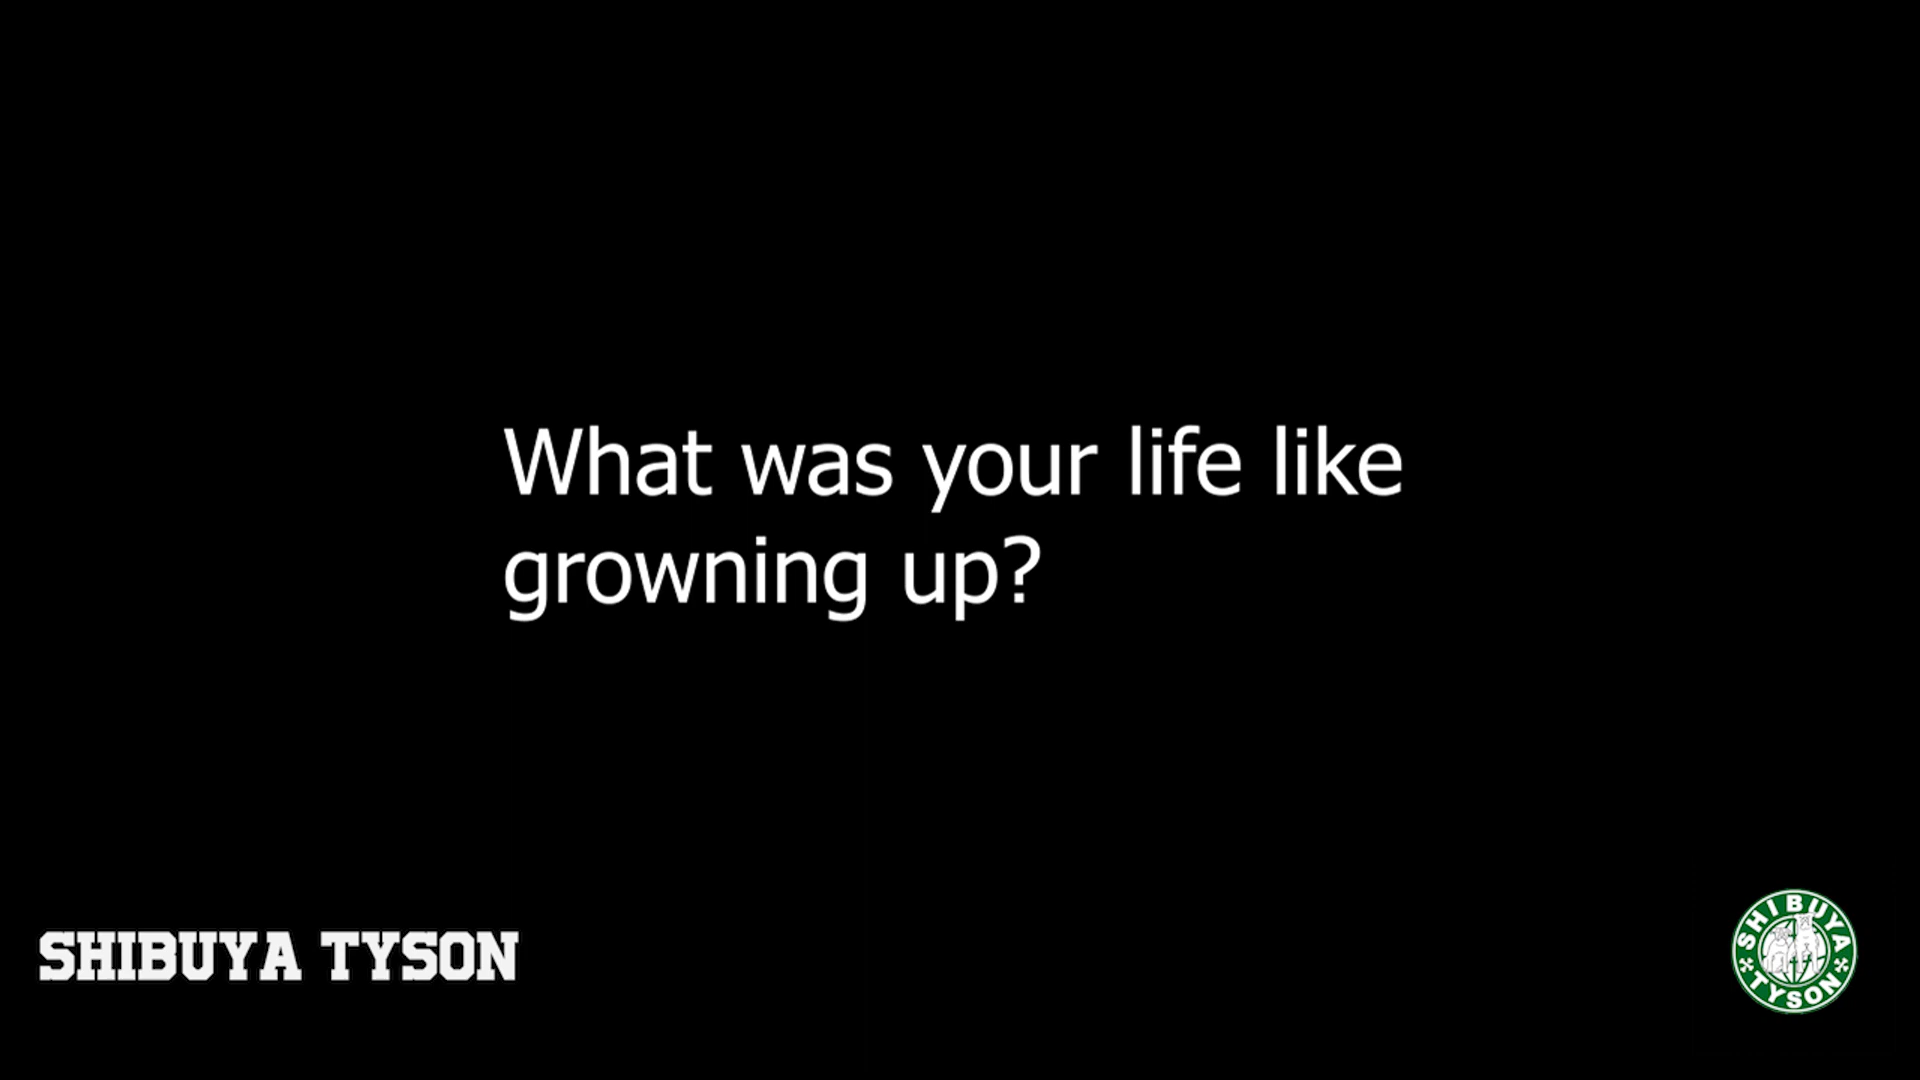 What was your life like
growning up?
SHIBUYA TYSON
SHIBUYA
TYSON